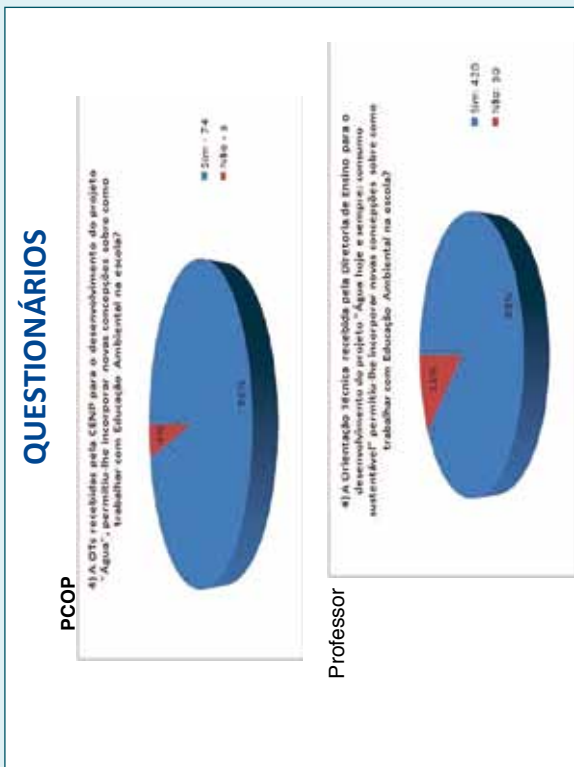 QUESTIONÁRIOS
PCOP
4) A OTs recebidas pela CENP para o desenvolvimento do projeto
"Água", permitiu-lhe incorporar novas concepções sobre como
trabalhar com Educação Ambiental na escola?
Sim - 74
Não -
Professor
4) A Orientação Técnica recebida pela Diretoria de Ensino para o
desenvolvimento do projeto "Água hoje e sempre: consumo
sustentável" permitiu-lhe incorporar novas concepções sobre como
trabalhar com Educação Ambiental na escola?
Sim:
Não: